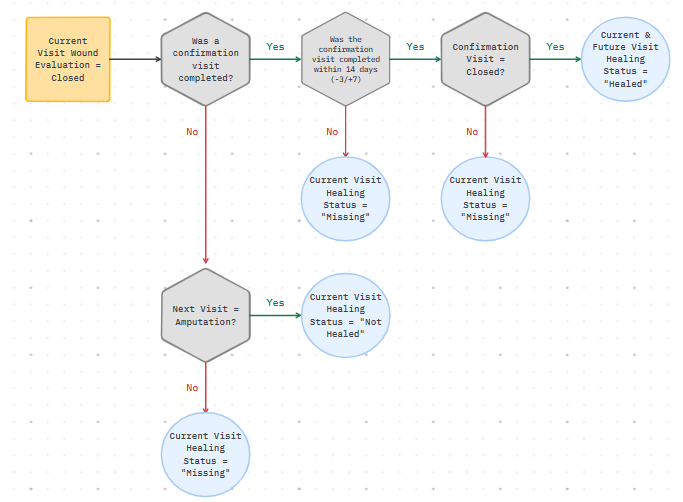 Current
Visit Wound
Evaluation =
Closed
Was a
confirmation
visit
completed?
Yes
Was the
confirmation
visit completed
within 14 days
(-3/+7)
Yes
Confirmation
Visit =
Closed?
Yes
Current &
Future Visit
Healing
Status =
"Healed"
No
No
No
Current Visit
Healing
Status =
"Missing"
Current Visit
Healing
Status =
"Missing"
Next Visit =
Amputation?
Yes
Current Visit
Healing
Status = "Not
Healed"
No
Current Visit
Healing
Status =
"Missing"